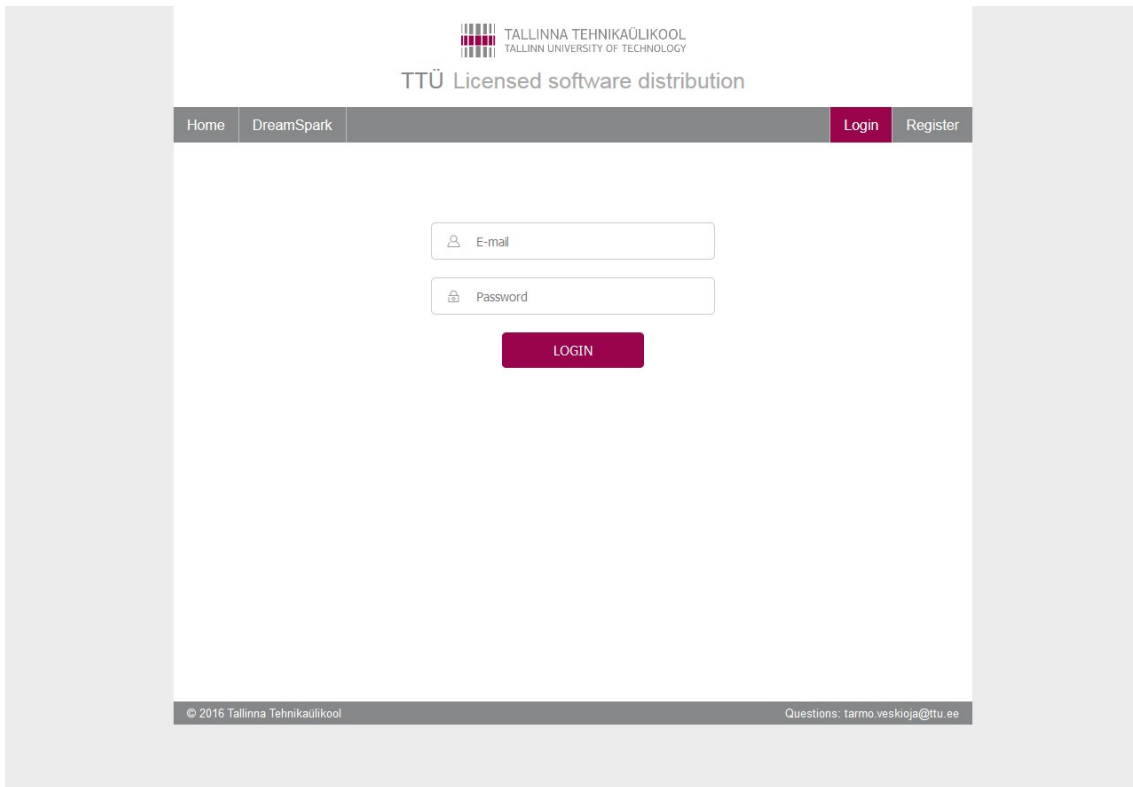 TALLINNA TEHNIKAÜLIKOOL
TALLINN UNIVERSITY OF TECHNOLOGY
TTÜ Licensed software distribution
Home DreamSpark Login Register
E-mail
Password
LOGIN
© 2016 Tallinna Tehnikaülikool Questions: tarmo.veskioja@ttu.ee